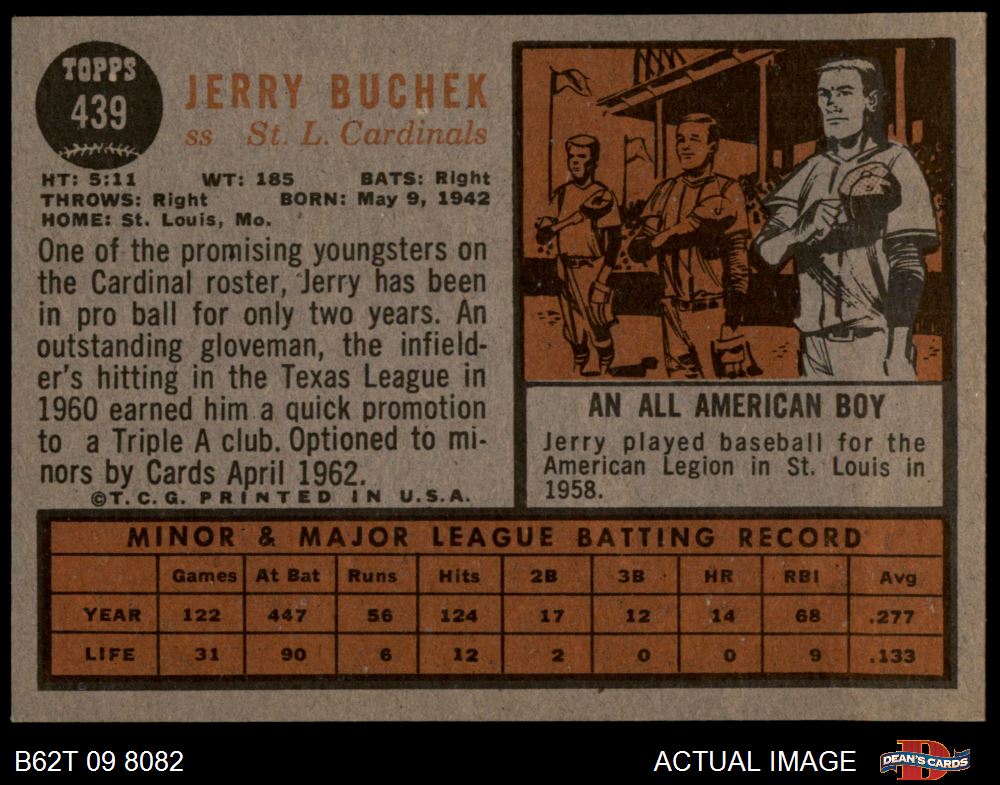 TOPPS
439
JERRY BUCHEK
SS St. L. Cardinals
HT: 5:11 WT: 185 BATS: Right
THROWS: Right BORN: May 9, 1942
HOME: St. Louis, Mo.
One of the promising youngsters on
the Cardinal roster, Jerry has been
in pro ball for only two years. An
outstanding gloveman, the infield-
er's hitting in the Texas League in
1960 earned him a quick promotion
to a Triple A club. Optioned to mi-
nors by Cards April 1962.
©T.C.G. PRINTED IN U.S.A.
AN ALL AMERICAN BOY
Jerry played baseball for the
American Legion in St. Louis in
1958.
MINOR & MAJOR LEAGUE BATTING RECORD
Games At Bat Runs Hits 2B 3B HR RBI Avg
YEAR 122 447 56 124 17 12 14 68 .277
LIFE 31 90 6 12 2 0 0 9 .133
B62T 09 8082 ACTUAL IMAGE DEAN'S CARDS